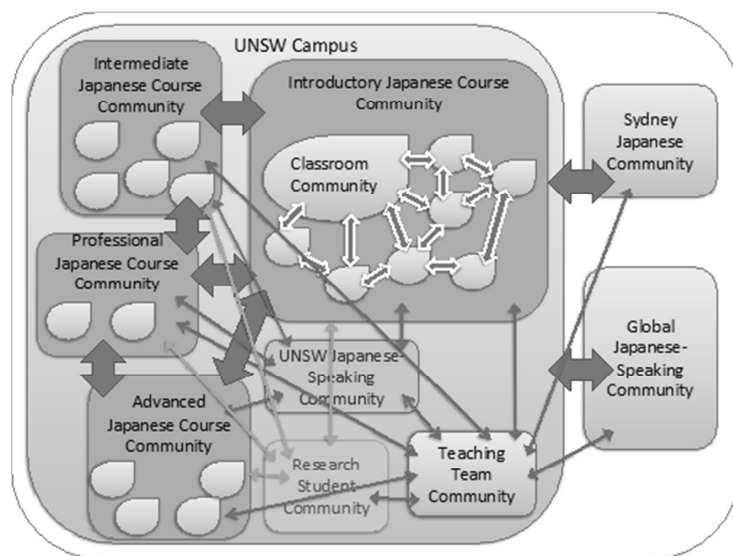 UNSW Campus
Intermediate
Japanese Course
Community
Introductory Japanese Course
Community
Classroom
Community
Sydney
Japanese
Community
Professional
Japanese Course
Community
Global
Japanese-
Speaking
Community
UNSW Japanese-
Speaking
Community
Advanced
Japanese Course
Community
Research
Student
Community
Teaching
Team
Community